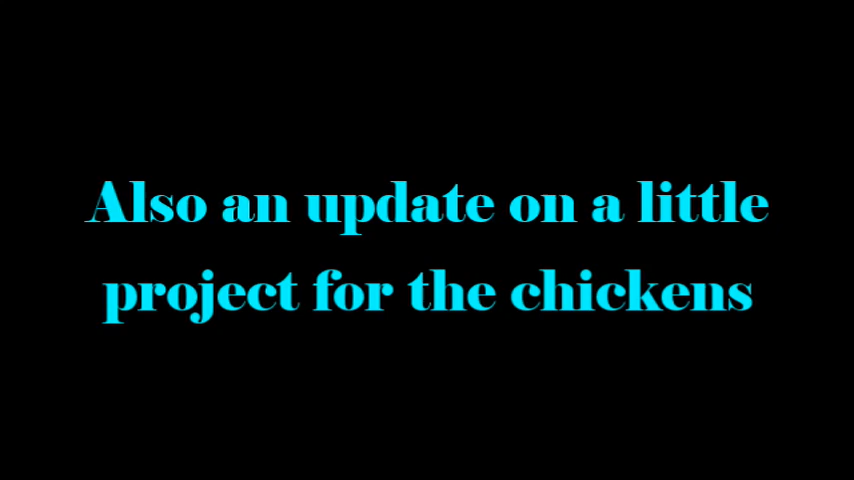 Also an update on a little
project for the chickens